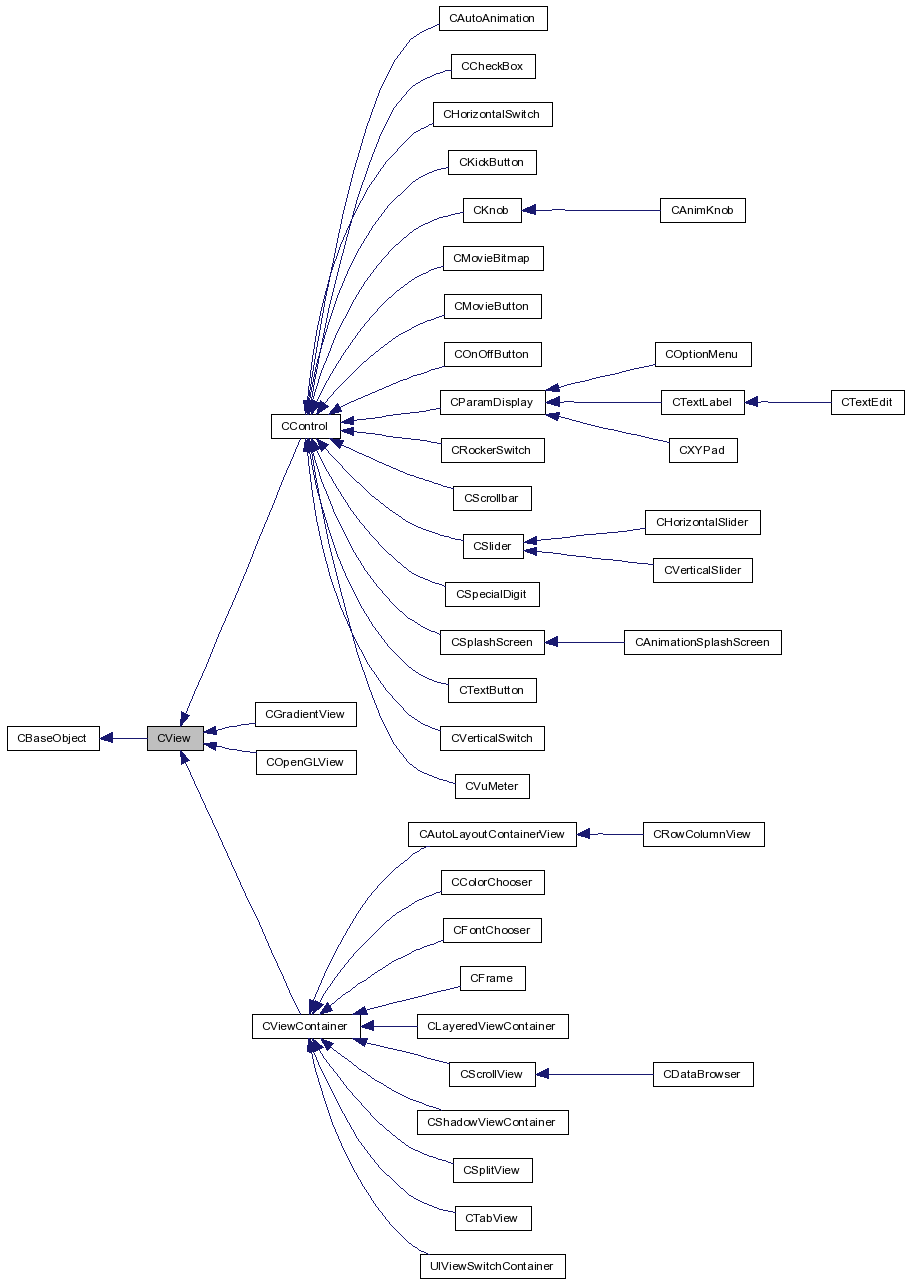 CAutoAnimation
CCheckBox
CHorizontalSwitch
CKickButton
CKnob
CAnimKnob
CMovieBitmap
CMovieButton
COnOffButton
COptionMenu
CParamDisplay
CTextLabel
CTextEdit
CControl
CRockerSwitch
CXYPad
CScrollbar
CHorizontalSlider
CSlider
CVerticalSlider
CSpecialDigit
CSplashScreen
CAnimationSplashScreen
CTextButton
CGradientView
CBaseObject
CView
CVerticalSwitch
COpenGLView
CVuMeter
CAutoLayoutContainerView
CRowColumnView
CColorChooser
CFontChooser
CFrame
CViewContainer
CLayeredViewContainer
CScrollView
CDataBrowser
CShadowViewContainer
CSplitView
CTabView
UIViewSwitchContainer